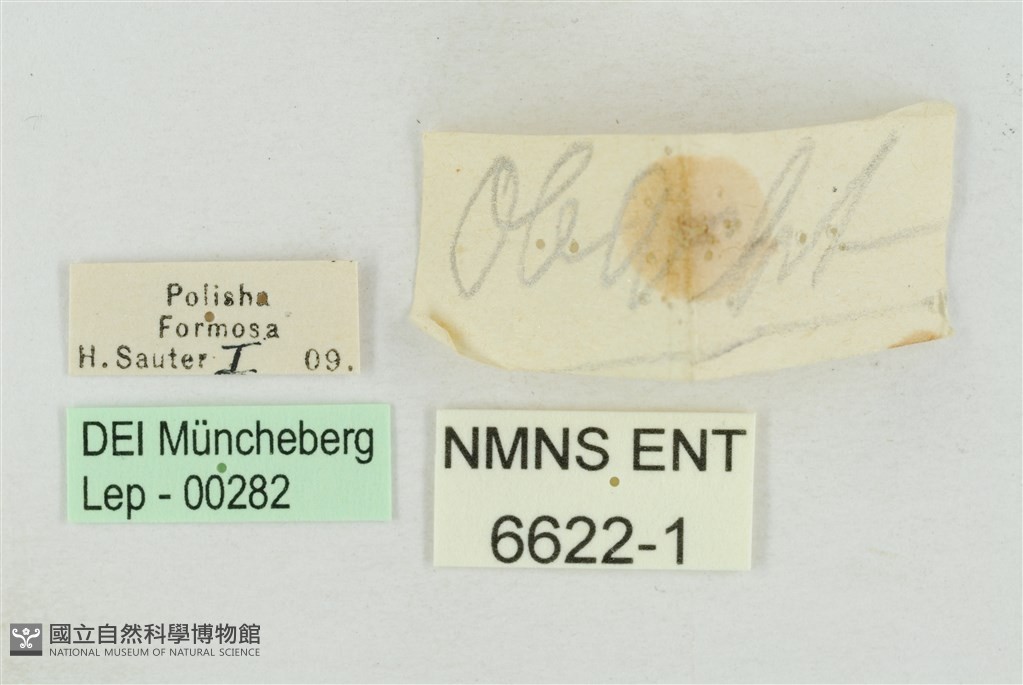 Polisha
Formosa
H. Sauter I 09.
DEI Müncheberg
Lep - 00282
NMNS ENT
6622-1
國立自然科學博物館
NATIONAL MUSEUM OF NATURAL SCIENCE